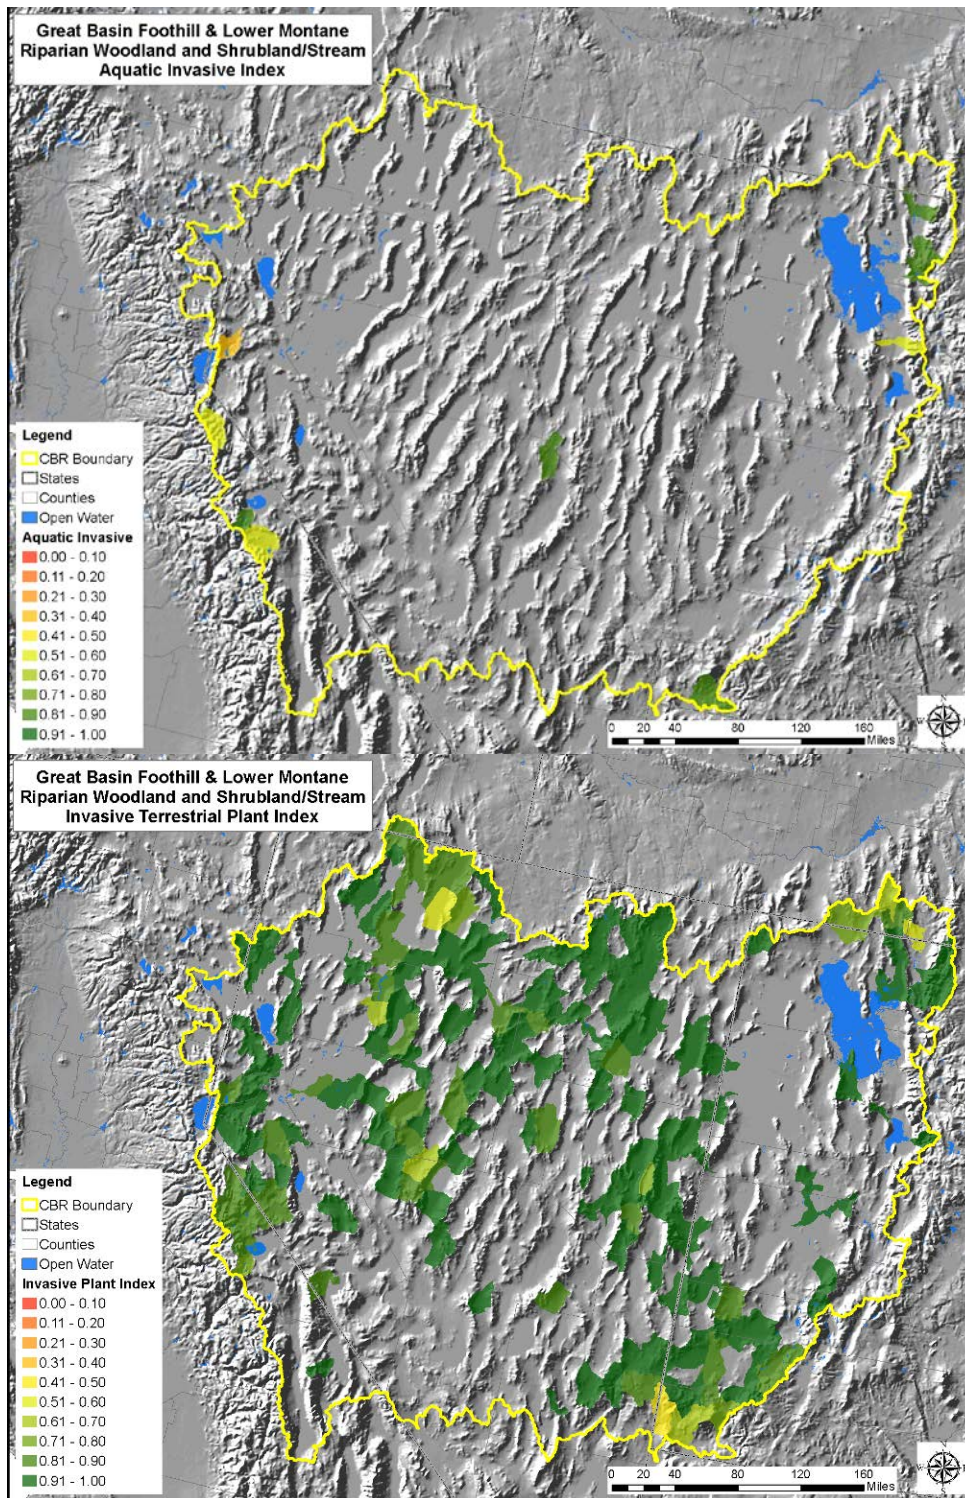 Great Basin Foothill & Lower Montane
Riparian Woodland and Shrubland/Stream
Aquatic Invasive Index
Legend
CBR Boundary
States
Counties
Open Water
Aquatic Invasive
0.00 - 0.10
0.11 - 0.20
0.21 - 0.30
0.31 - 0.40
0.41 - 0.50
0.51 - 0.60
0.61 - 0.70
0.71 - 0.80
0.81 - 0.90
0.91 - 1.00
0 20 40 80 120 160
Miles
Great Basin Foothill & Lower Montane
Riparian Woodland and Shrubland/Stream
Invasive Terrestrial Plant Index
Legend
CBR Boundary
States
Counties
Open Water
Invasive Plant Index
0.00 - 0.10
0.11 - 0.20
0.21 - 0.30
0.31 - 0.40
0.41 - 0.50
0.51 - 0.60
0.61 - 0.70
0.71 - 0.80
0.81 - 0.90
0.91 - 1.00
0 20 40 80 120 160
Miles